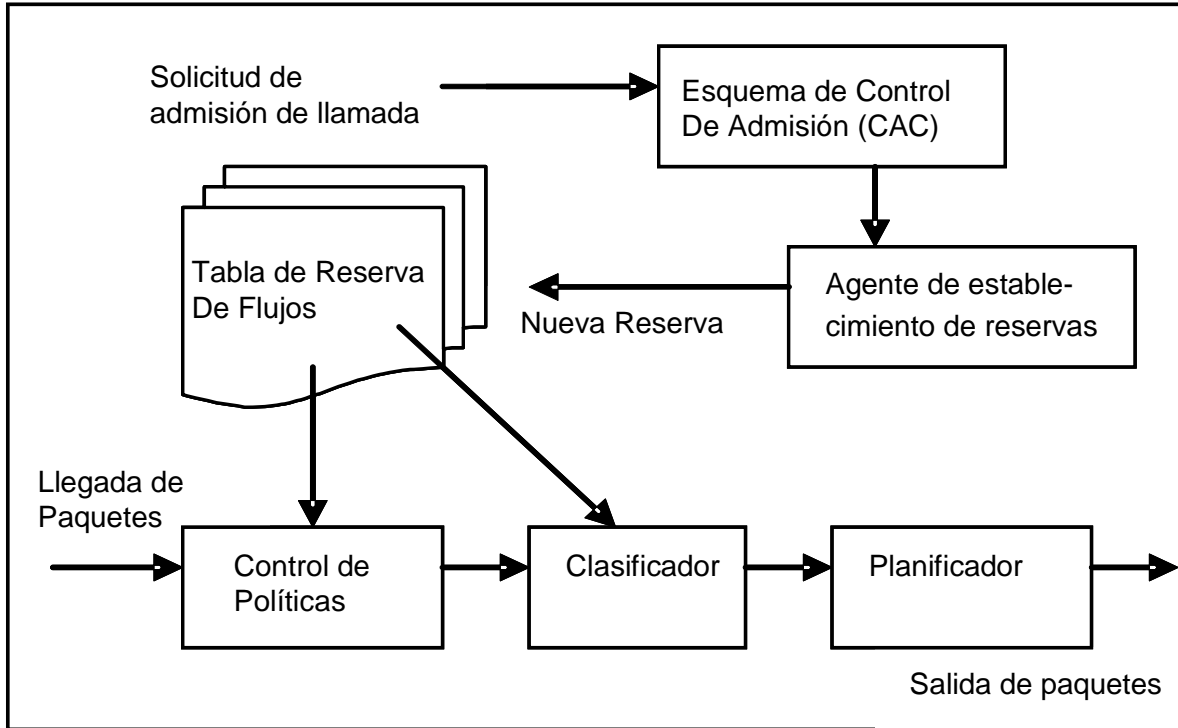 Solicitud de
admisión de llamada
Esquema de Control
De Admisión (CAC)
Tabla de Reserva
De Flujos
Nueva Reserva
Agente de estable-
cimiento de reservas
Llegada de
Paquetes
Control de
Políticas
Clasificador
Planificador
Salida de paquetes